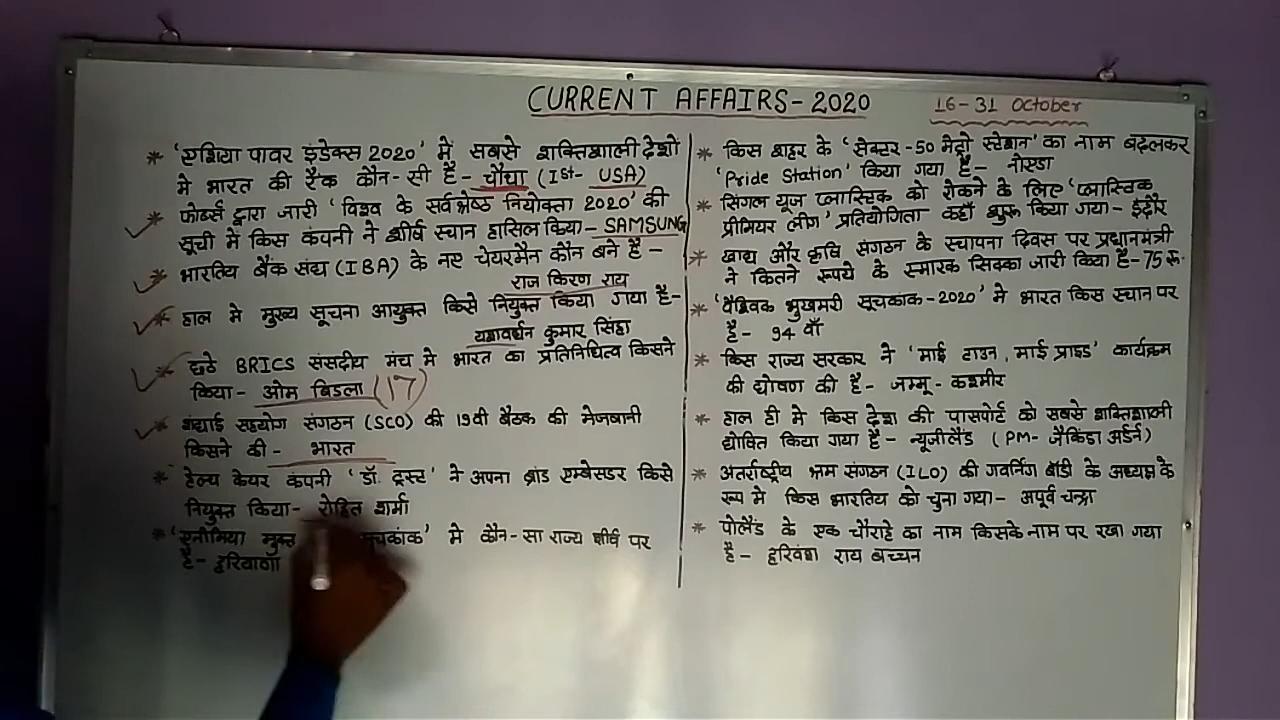 CURRENT AFFAIRS-2020
16-31 October
* 'एशिया पावर इंडेक्स 2020' मे सबसे शक्तिशाली देशो
मे भारत की रैंक कौन-सी है- चौथा (Ist- USA)
* फोर्ब्स द्वारा जारी 'विश्व के सर्वश्रेष्ठ नियोक्ता 2020' की
सूची मे किस कंपनी ने शीर्ष स्थान हासिल किया- SAMSUNG
* भारतिय बैंक संघ (IBA) के नए चेयरमैन कौन बने है-
राज किरण राय
* हाल मे मुख्य सूचना आयुक्त किसे नियुक्त किया गया है-
यशवर्धन कुमार सिंहा
* छठे BRICS संसदीय मंच मे भारत का प्रतिनिधित्व किसने
किया- ओम बिडला (17)
* शंघाई सहयोग संगठन (SCO) की 19वी बैठक की मेजबानी
किसने की- भारत
* हेल्थ केयर कंपनी 'डॉ. ट्रस्ट' ने अपना ब्रांड एम्बेसडर किसे
नियुक्त किया- रोहित शर्मा
* 'एनीमिया मुक्त सूचकांक' मे कौन-सा राज्य शीर्ष पर
है- हरियाणा
* किस शहर के 'सेक्टर-50 मेट्रो स्टेशन' का नाम बदलकर
'Pride Station' किया गया है- नोएडा
* सिंगल यूज प्लास्टिक को रोकने के लिए 'प्लास्टिक
प्रीमियर लीग' प्रतियोगिता कहाँ शुरू किया गया- इंदौर
* खाद्य और कृषि संगठन के स्थापना दिवस पर प्रधानमंत्री
ने कितने रूपये के स्मारक सिक्का जारी किया है-75 रू.
* 'वैश्विक भुखमरी सूचकांक-2020' मे भारत किस स्थान पर
है- 94 वाँ
* किस राज्य सरकार ने 'माई टाउन, माई प्राइड' कार्यक्रम
की घोषण की है- जम्मू-कश्मीर
* हाल ही मे किस देश की पासपोर्ट को सबसे शक्तिशाली
घोषित किया गया है- न्यूजीलैंड (PM- जैकिंडा अर्डर्न)
* अंतर्राष्ट्रीय श्रम संगठन (ILO) की गवर्निंग बॉडी के अध्यक्ष के
रूप मे किस भारतिय को चुना गया- अपूर्व चन्द्रा
* पोलैंड के एक चौराहे का नाम किसके नाम पर रखा गया
है- हरिवंश राय बच्चन